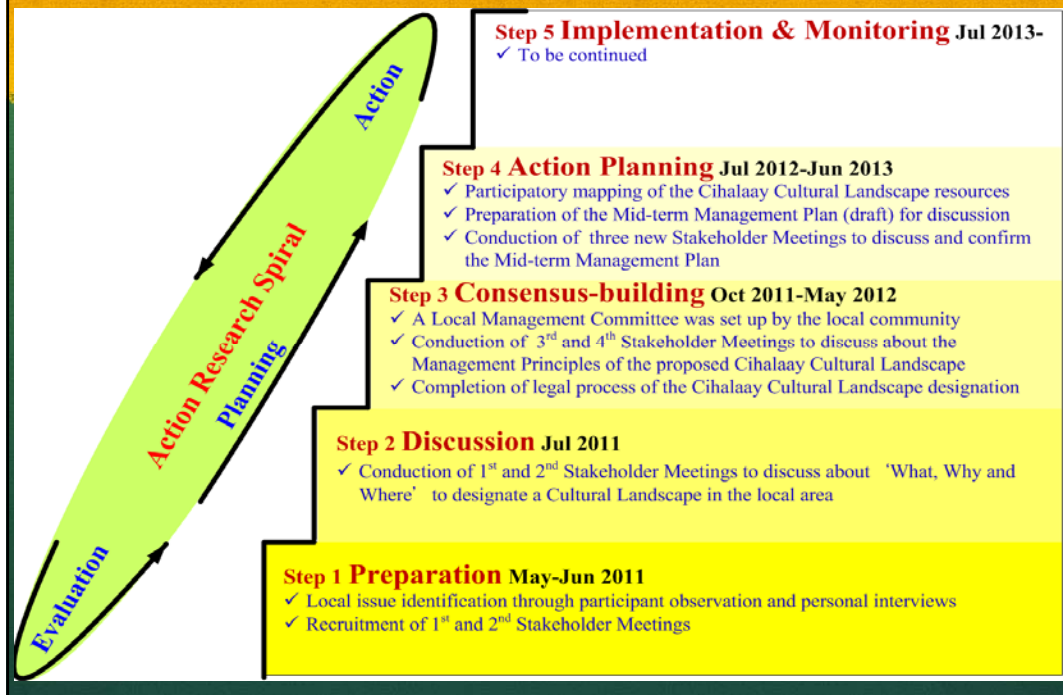 Step 5 Implementation & Monitoring Jul 2013-
✓ To be continued
Step 4 Action Planning Jul 2012-Jun 2013
✓ Participatory mapping of the Cihalaay Cultural Landscape resources
✓ Preparation of the Mid-term Management Plan (draft) for discussion
✓ Conduction of three new Stakeholder Meetings to discuss and confirm
the Mid-term Management Plan
Step 3 Consensus-building Oct 2011-May 2012
✓ A Local Management Committee was set up by the local community
✓ Conduction of 3rd and 4th Stakeholder Meetings to discuss about the
Management Principles of the proposed Cihalaay Cultural Landscape
✓ Completion of legal process of the Cihalaay Cultural Landscape designation
Step 2 Discussion Jul 2011
✓ Conduction of 1st and 2nd Stakeholder Meetings to discuss about ‘What, Why and
Where’ to designate a Cultural Landscape in the local area
Step 1 Preparation May-Jun 2011
✓ Local issue identification through participant observation and personal interviews
✓ Recruitment of 1st and 2nd Stakeholder Meetings
Action
Action Research Spiral
Planning
Evaluation